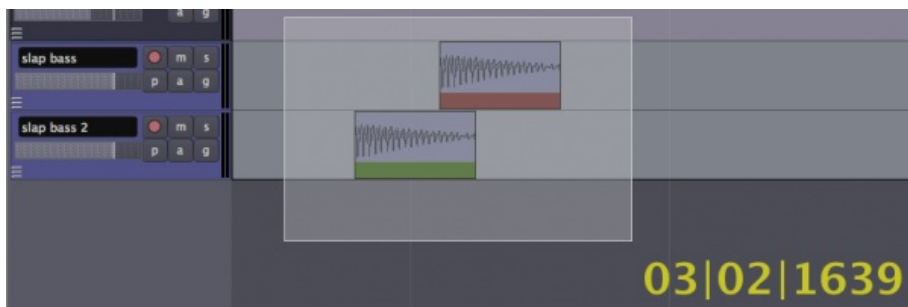 a g
slap bass m s
p a g
slap bass 2 m s
p a g
03|02|1639